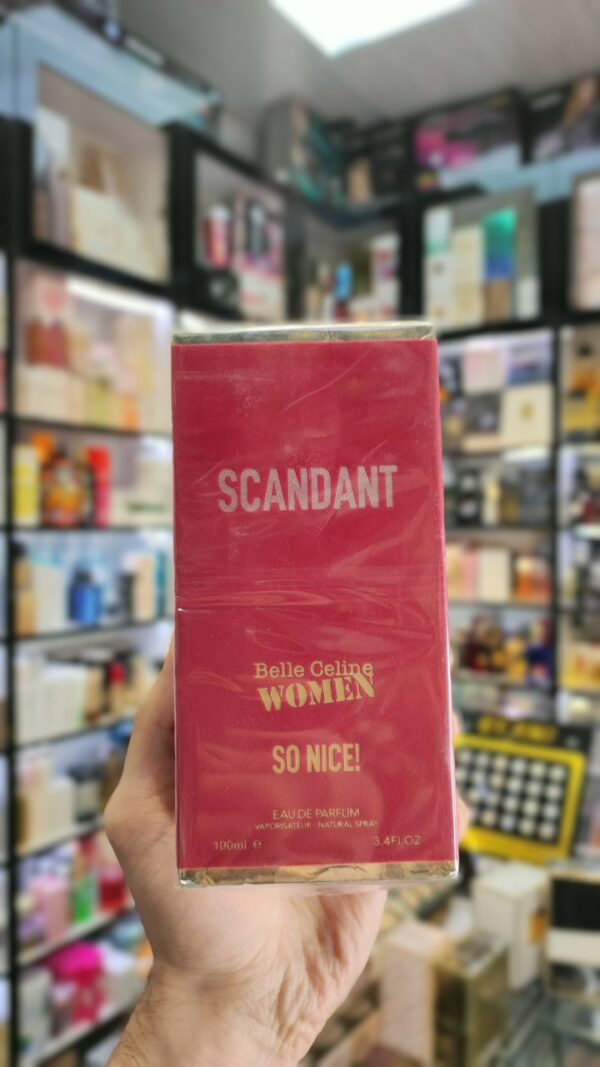 SCANDANT
Belle Celine
WOMEN
SO NICE!
EAU DE PARFUM
VAPORISATEUR - NATURAL SPRAY
100ml. ℮ 3.4FL.OZ